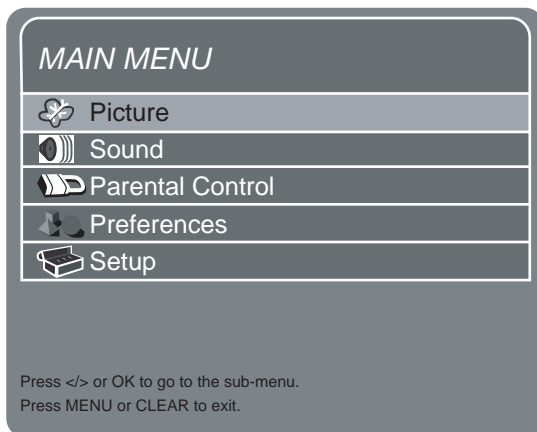 MAIN MENU
Picture
Sound
Parental Control
Preferences
Setup
Press </> or OK to go to the sub-menu.
Press MENU or CLEAR to exit.